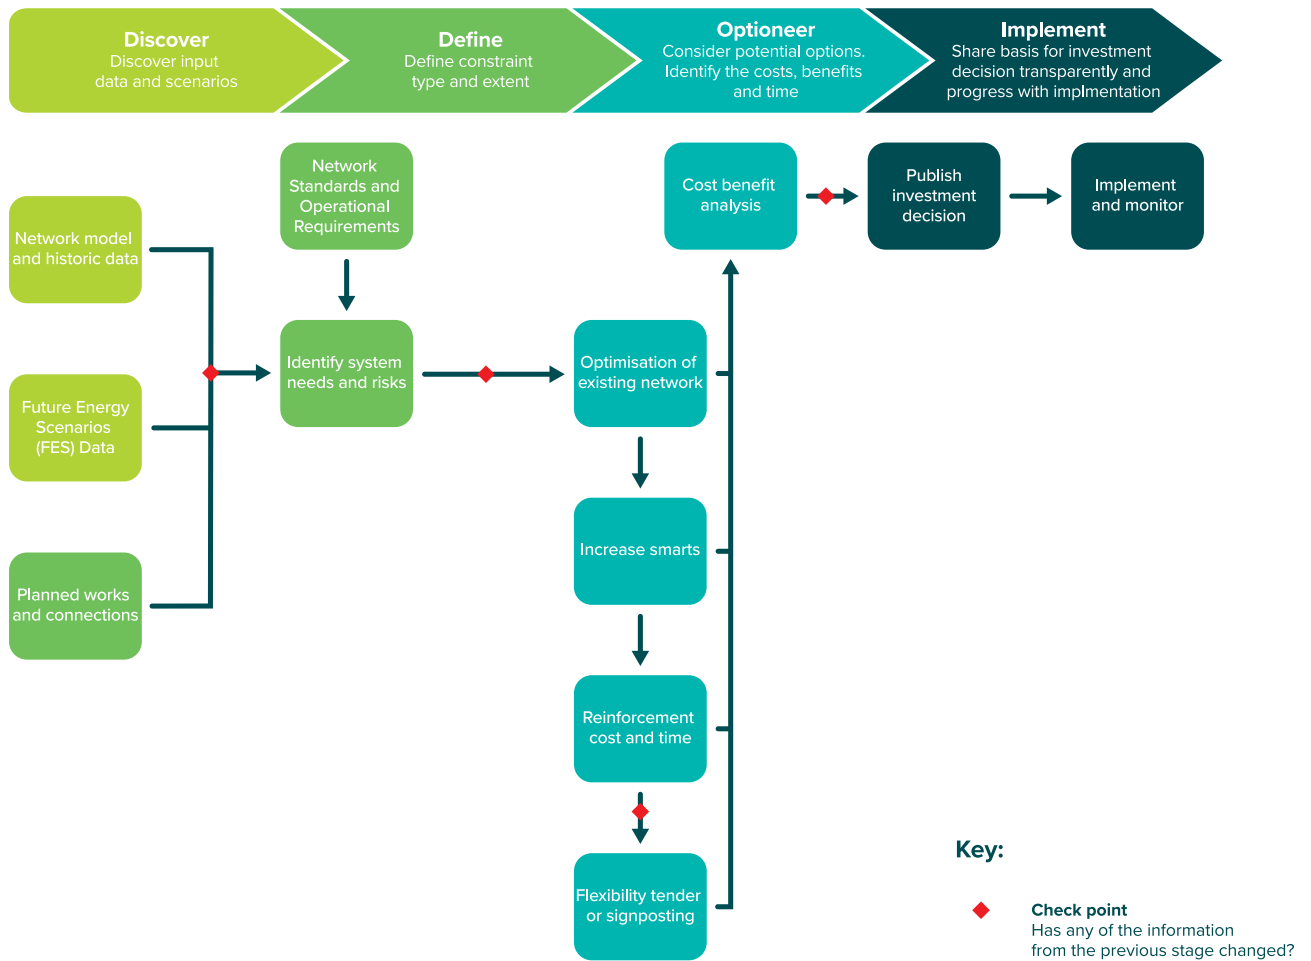 Discover
Discover input
data and scenarios
Define
Define constraint
type and extent
Optioneer
Consider potential options.
Identify the costs, benefits
and time
Implement
Share basis for investment
decision transparently and
progress with implmentation
Network model
and historic data
Future Energy
Scenarios
(FES) Data
Planned works
and connections
Network
Standards and
Operational
Requirements
Identify system
needs and risks
Optimisation of
existing network
Increase smarts
Reinforcement
cost and time
Flexibility tender
or signposting
Cost benefit
analysis
Publish
investment
decision
Implement
and monitor
Key:
Check point
Has any of the information
from the previous stage changed?